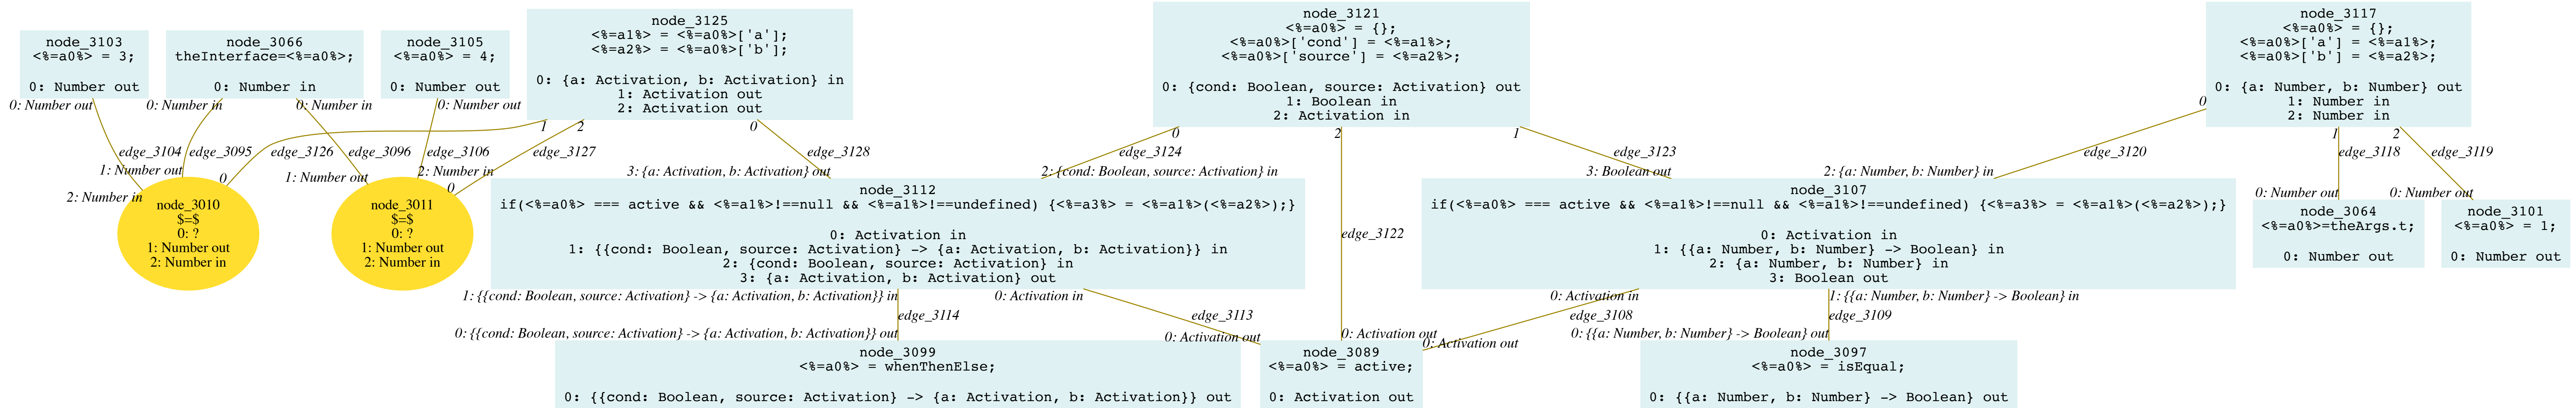 node_3103
<%=a0%> = 3;
0: Number out
node_3066
theInterface=<%=a0%>;
0: Number in
node_3105
<%=a0%> = 4;
0: Number out
node_3125
<%=a1%> = <%=a0%>['a'];
<%=a2%> = <%=a0%>['b'];
0: {a: Activation, b: Activation} in
1: Activation out
2: Activation out
node_3121
<%=a0%> = {};
<%=a0%>['cond'] = <%=a1%>;
<%=a0%>['source'] = <%=a2%>;
0: {cond: Boolean, source: Activation} out
1: Boolean in
2: Activation in
node_3117
<%=a0%> = {};
<%=a0%>['a'] = <%=a1%>;
<%=a0%>['b'] = <%=a2%>;
0: {a: Number, b: Number} out
1: Number in
2: Number in
0: Number out
0: Number in
0: Number in
0: Number out
1
2
0
0
2
1
0
1
2
edge_3104
edge_3095
edge_3126
edge_3096
edge_3106
edge_3127
edge_3128
edge_3124
edge_3123
edge_3120
edge_3118
edge_3119
2: Number in
1: Number out
0
1: Number out
2: Number in
0
3: {a: Activation, b: Activation} out
2: {cond: Boolean, source: Activation} in
3: Boolean out
2: {a: Number, b: Number} in
0: Number out
0: Number out
node_3010
$=$
0: ?
1: Number out
2: Number in
node_3011
$=$
0: ?
1: Number out
2: Number in
node_3112
if(<%=a0%> === active && <%=a1%>!==null && <%=a1%>!==undefined) {<%=a3%> = <%=a1%>(<%=a2%>);}
0: Activation in
1: {{cond: Boolean, source: Activation} -> {a: Activation, b: Activation}} in
2: {cond: Boolean, source: Activation} in
3: {a: Activation, b: Activation} out
edge_3122
node_3107
if(<%=a0%> === active && <%=a1%>!==null && <%=a1%>!==undefined) {<%=a3%> = <%=a1%>(<%=a2%>);}
0: Activation in
1: {{a: Number, b: Number} -> Boolean} in
2: {a: Number, b: Number} in
3: Boolean out
node_3064
<%=a0%>=theArgs.t;
0: Number out
node_3101
<%=a0%> = 1;
0: Number out
1: {{cond: Boolean, source: Activation} -> {a: Activation, b: Activation}} in
0: Activation in
0: Activation in
1: {{a: Number, b: Number} -> Boolean} in
edge_3114
edge_3113
edge_3108
edge_3109
0: {{cond: Boolean, source: Activation} -> {a: Activation, b: Activation}} out
0: Activation out
0: Activation out
0: Activation out
0: {{a: Number, b: Number} -> Boolean} out
node_3099
<%=a0%> = whenThenElse;
0: {{cond: Boolean, source: Activation} -> {a: Activation, b: Activation}} out
node_3089
<%=a0%> = active;
0: Activation out
node_3097
<%=a0%> = isEqual;
0: {{a: Number, b: Number} -> Boolean} out